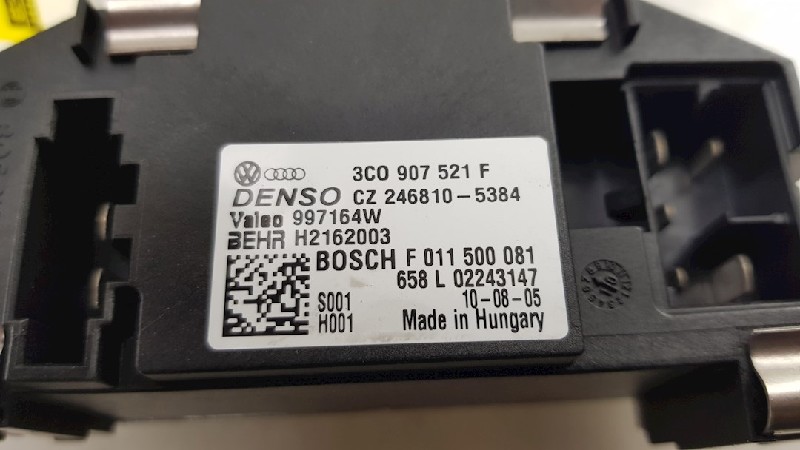 3C0 907 521 F
DENSO CZ 246810-5384
Valeo 997164W
BEHR H2162003
BOSCH F 011 500 081
658 L 02243147
S001 10-08-05
H001 Made in Hungary